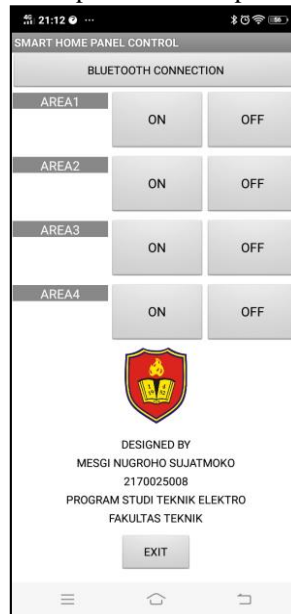 21:12
SMART HOME PANEL CONTROL
BLUETOOTH CONNECTION
AREA1
ON OFF
AREA2
ON OFF
AREA3
ON OFF
AREA4
ON OFF
DESIGNED BY
MESGI NUGROHO SUJATMOKO
2170025008
PROGRAM STUDI TEKNIK ELEKTRO
FAKULTAS TEKNIK
EXIT